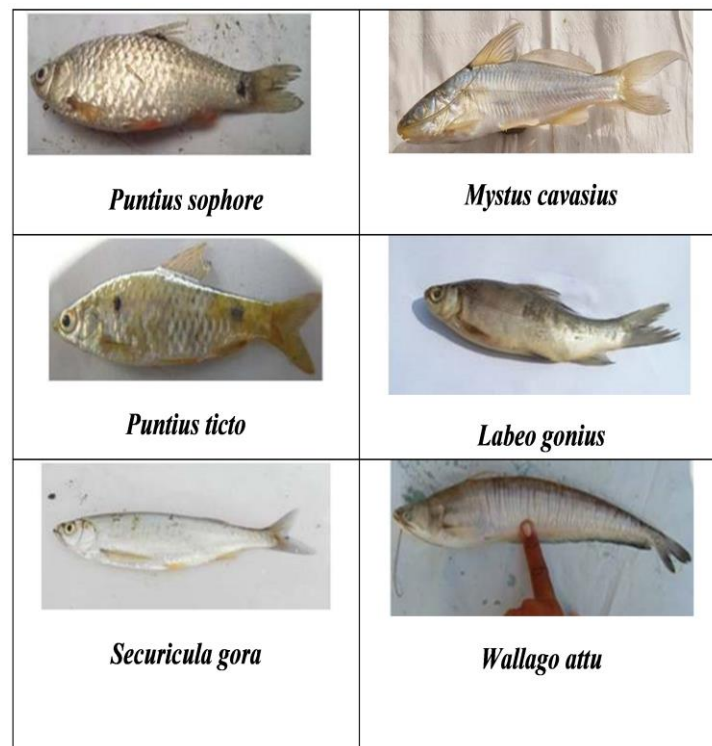 Puntius sophore
Mystus cavasius
Puntius ticto
Labeo gonius
Securicula gora
Wallago attu